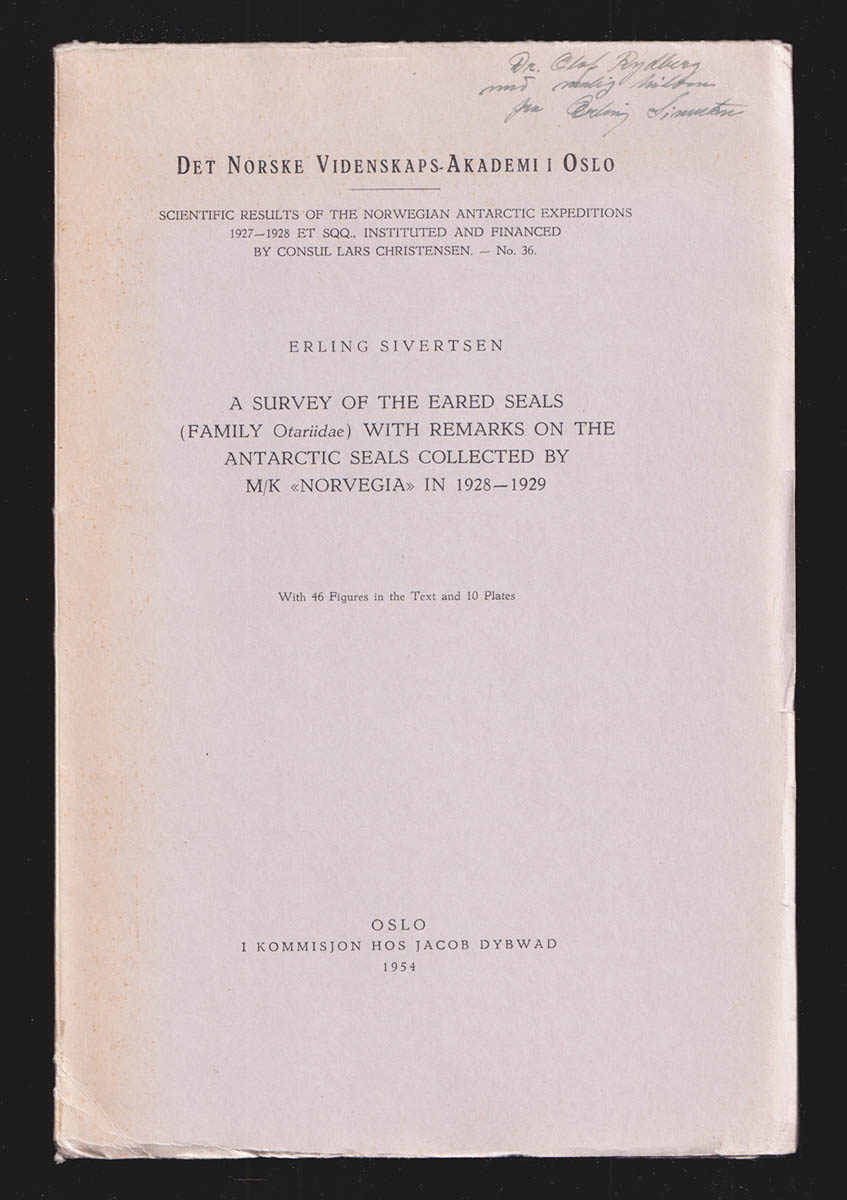 Dr. Olof Rydberg
med vennlig hilsen
fra Erling Sivertsen
DET NORSKE VIDENSKAPS-AKADEMI I OSLO
SCIENTIFIC RESULTS OF THE NORWEGIAN ANTARCTIC EXPEDITIONS
1927—1928 ET SQQ., INSTITUTED AND FINANCED
BY CONSUL LARS CHRISTENSEN. — No. 36.
ERLING SIVERTSEN
A SURVEY OF THE EARED SEALS
(FAMILY Otariidae) WITH REMARKS ON THE
ANTARCTIC SEALS COLLECTED BY
M/K «NORVEGIA» IN 1928—1929
With 46 Figures in the Text and 10 Plates
OSLO
I KOMMISJON HOS JACOB DYBWAD
1954